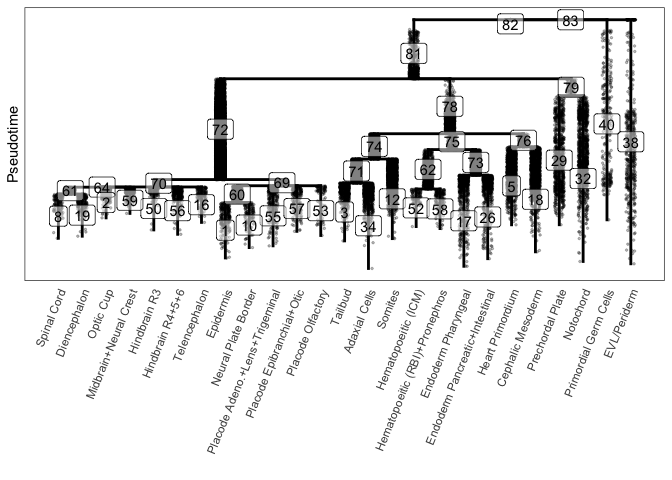 82
83
81
79
78
40
72
74
75
76
38
71
62
73
29
32
61
64
70
69
60
8
19
2
59
50
56
16
1
10
55
57
53
3
34
12
52
58
17
26
5
18
Pseudotime
Spinal Cord
Diencephalon
Optic Cup
Midbrain+Neural Crest
Hindbrain R3
Hindbrain R4+5+6
Telencephalon
Epidermis
Neural Plate Border
Placode Adeno.+Lens+Trigeminal
Placode Epibranchial+Otic
Placode Olfactory
Tailbud
Adaxial Cells
Somites
Hematopoeitic (ICM)
Hematopoeitic (RBI)+Pronephros
Endoderm Pharyngeal
Endoderm Pancreatic+Intestinal
Heart Primordium
Cephalic Mesoderm
Prechordal Plate
Notochord
Primordial Germ Cells
EVL/Periderm